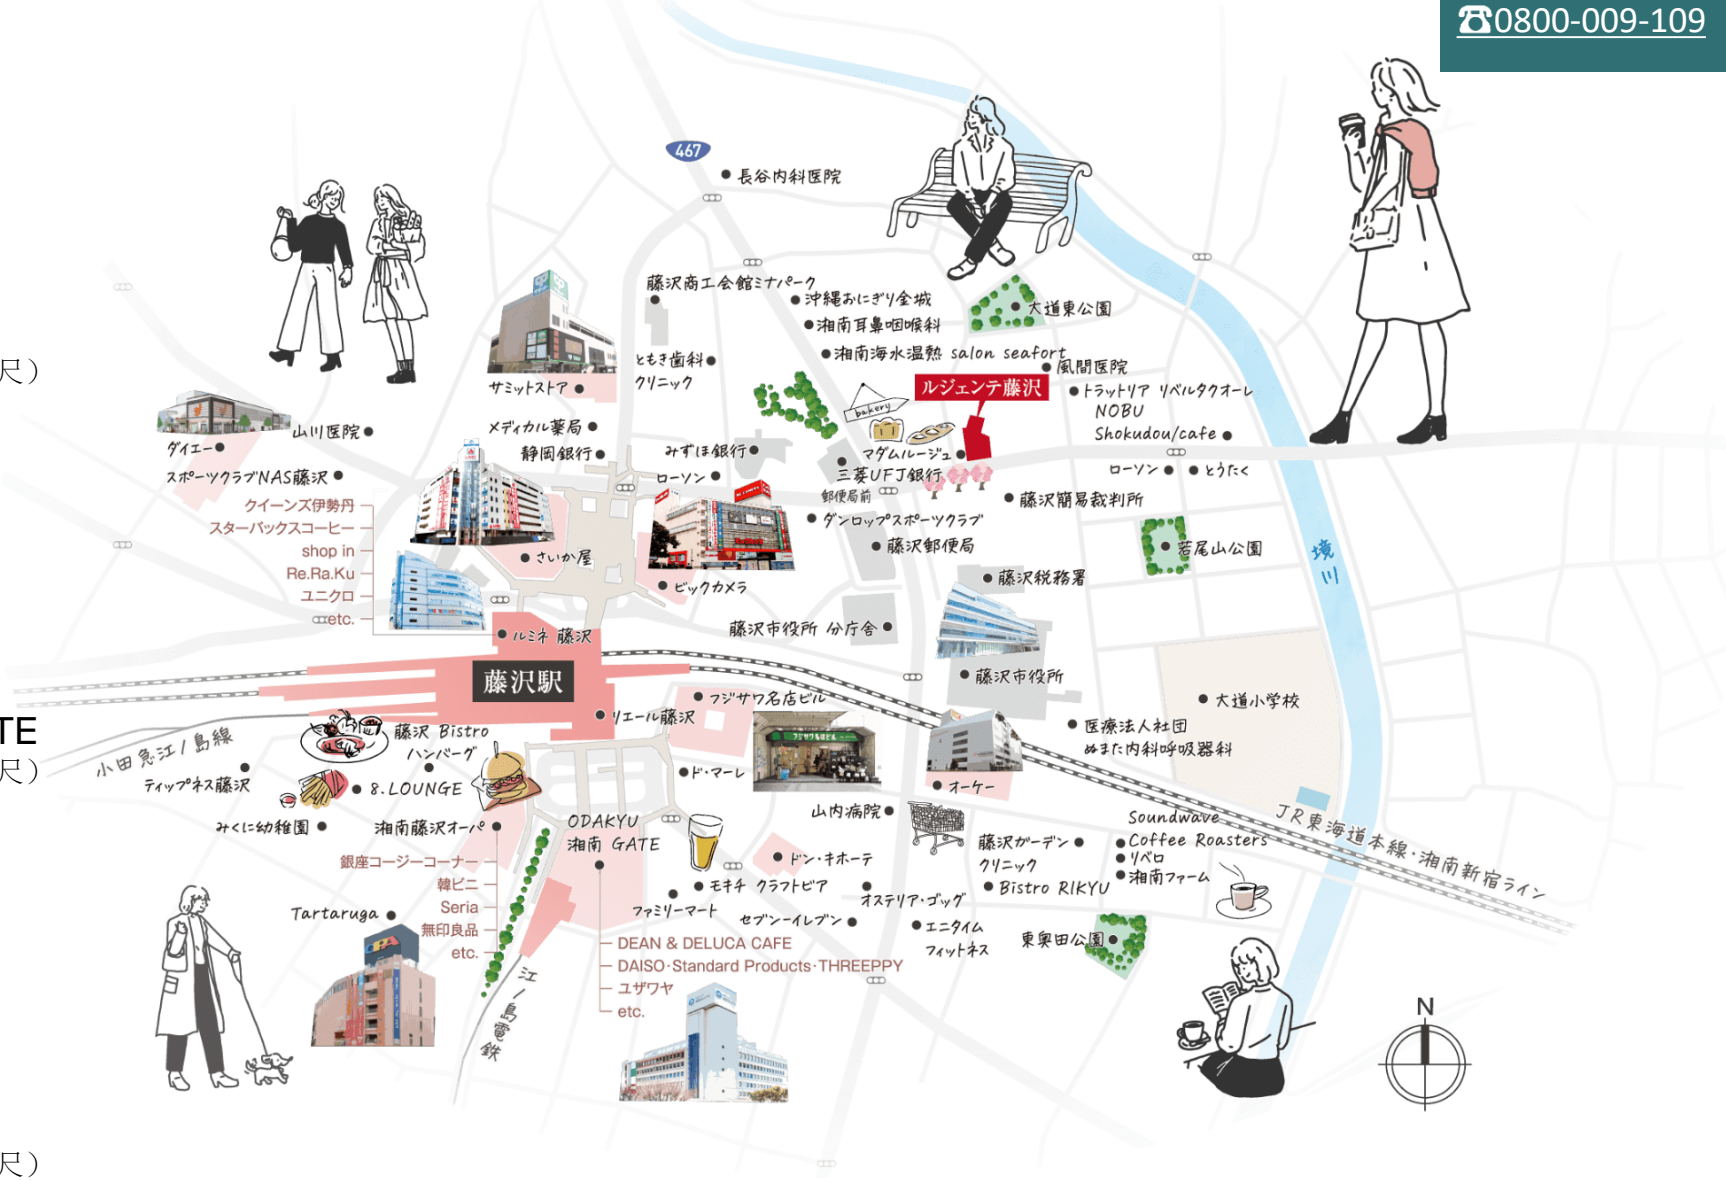 ☎0800-009-109
467
長谷内科医院
藤沢商工会館ミナパーク
沖縄おにぎり金城
湘南耳鼻咽喉科
湘南海水温熱 salon seafort
大道東公園
風間医院
ともき歯科
クリニック
サミットストア
ルジェンテ藤沢
bakery
トラットリア リベルタクオーレ
NOBU
Shokudou/cafe
尺）
ダイエー
山川医院
メディカル薬局
静岡銀行
みずほ銀行
マダムルージュ
三菱UFJ銀行
ローソン
とうたく
スポーツクラブNAS藤沢
ローソン
郵便局前
藤沢簡易裁判所
クイーンズ伊勢丹
スターバックスコーヒー
shop in
Re.Ra.Ku
ユニクロ
etc.
さいか屋
ダンロップスポーツクラブ
藤沢郵便局
若尾山公園
境川
ビックカメラ
藤沢税務署
ルミネ 藤沢
藤沢市役所 分庁舎
藤沢駅
藤沢市役所
フジサワ名店ビル
リエール藤沢
大道小学校
TE
尺）
小田急江ノ島線
藤沢 Bistro
ハンバーグ
フジサワ名店ビル
医療法人社団
ぬまた内科呼吸器科
ティップネス藤沢
8.LOUNGE
ド・マーレ
オーケー
みくに幼稚園
湘南藤沢オーパ
ODAKYU
湘南 GATE
山内病院
藤沢ガーデン
クリニック
Soundwave
Coffee Roasters
リベロ
湘南ファーム
JR東海道本線・湘南新宿ライン
銀座コージーコーナー
韓ビニ
Seria
無印良品
etc.
ドン・キホーテ
モキチ クラフトビア
ファミリーマート
オステリア・ゴッグ
Bistro RIKYU
Tartaruga
セブン-イレブン
エニタイム
フィットネス
東奥田公園
DEAN & DELUCA CAFE
DAISO・Standard Products・THREEPPY
ユザワヤ
etc.
江ノ島電鉄
N
尺）